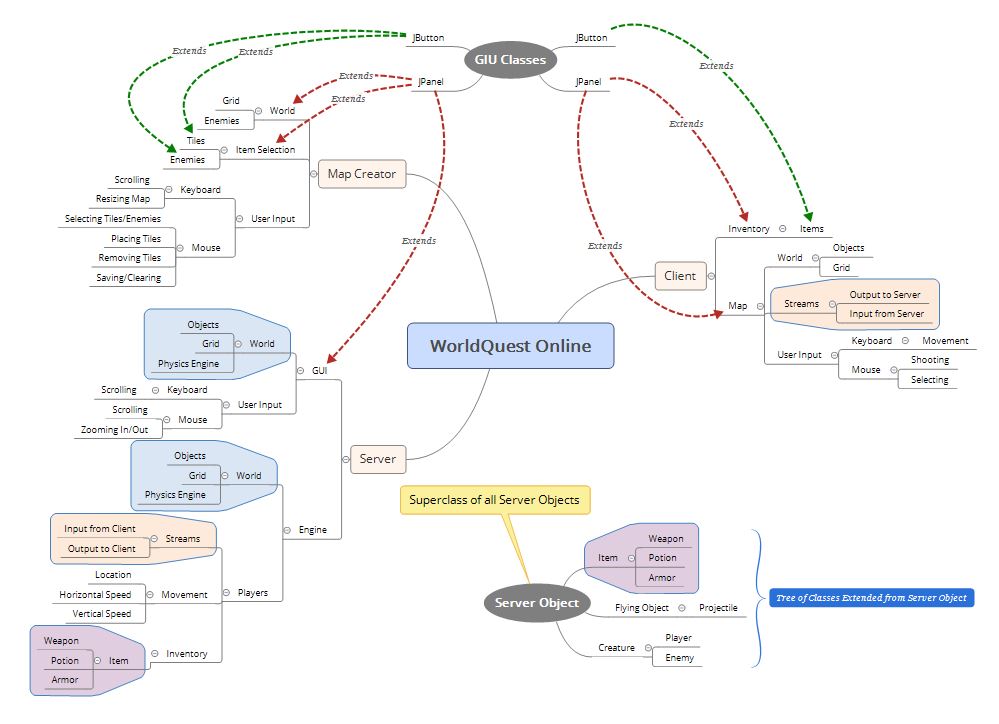 GIU Classes
JButton
JPanel
JButton
JPanel
Extends
Extends
Extends
Extends
Extends
Extends
Extends
Extends
Map Creator
World
Grid
Enemies
Item Selection
Tiles
Enemies
User Input
Keyboard
Scrolling
Resizing Map
Mouse
Selecting Tiles/Enemies
Placing Tiles
Removing Tiles
Saving/Clearing
Client
Inventory
Items
Map
World
Objects
Grid
Streams
Output to Server
Input from Server
User Input
Keyboard
Movement
Mouse
Shooting
Selecting
WorldQuest Online
Server
GUI
World
Objects
Grid
Physics Engine
User Input
Keyboard
Scrolling
Mouse
Scrolling
Zooming In/Out
Engine
World
Objects
Grid
Physics Engine
Players
Streams
Input from Client
Output to Client
Movement
Location
Horizontal Speed
Vertical Speed
Inventory
Item
Weapon
Potion
Armor
Superclass of all Server Objects
Server Object
Item
Weapon
Potion
Armor
Flying Object
Projectile
Creature
Player
Enemy
Tree of Classes Extended from Server Object